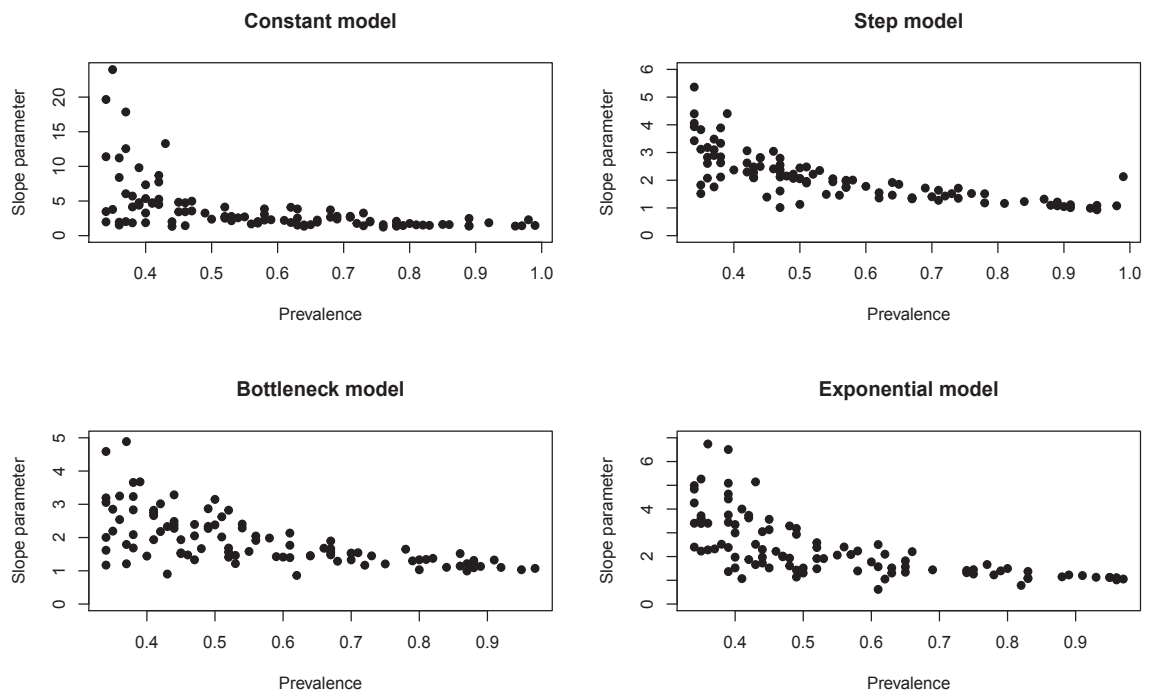 Constant model
Slope parameter
0 5 10 15 20
0.4 0.5 0.6 0.7 0.8 0.9 1.0
Prevalence
Step model
Slope parameter
0 1 2 3 4 5 6
0.4 0.5 0.6 0.7 0.8 0.9 1.0
Prevalence
Bottleneck model
Slope parameter
0 1 2 3 4 5
0.4 0.5 0.6 0.7 0.8 0.9
Prevalence
Exponential model
Slope parameter
0 2 4 6
0.4 0.5 0.6 0.7 0.8 0.9
Prevalence